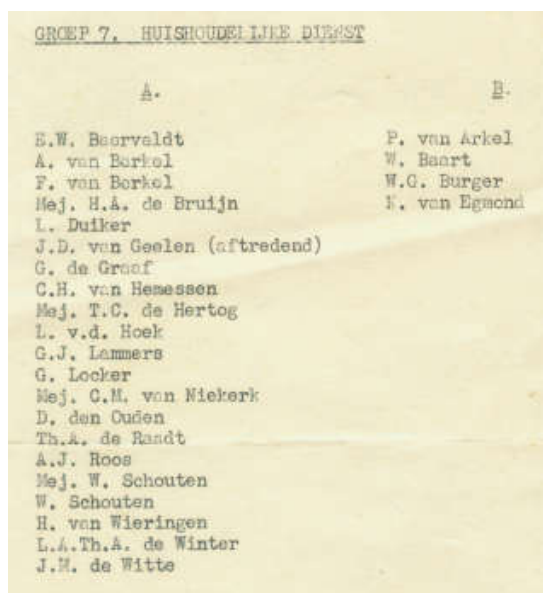 GROEP 7. HUISHOUDELIJKE DIENST
A.
E.W. Baerveldt
A. van Berkel
F. van Berkel
Mej. H.A. de Bruijn
L. Duiker
J.D. van Geelen (aftredend)
G. de Graaf
C.H. van Hemessen
Mej. T.C. de Hertog
L. v.d. Hoek
G.J. Lammers
G. Locker
Mej. C.M. van Niekerk
D. den Ouden
Th.A. de Raadt
A.J. Roos
Mej. W. Schouten
W. Schouten
H. van Wieringen
L.A.Th.A. de Winter
J.M. de Witte
B.
P. van Arkel
W. Baart
W.G. Burger
N. van Egmond